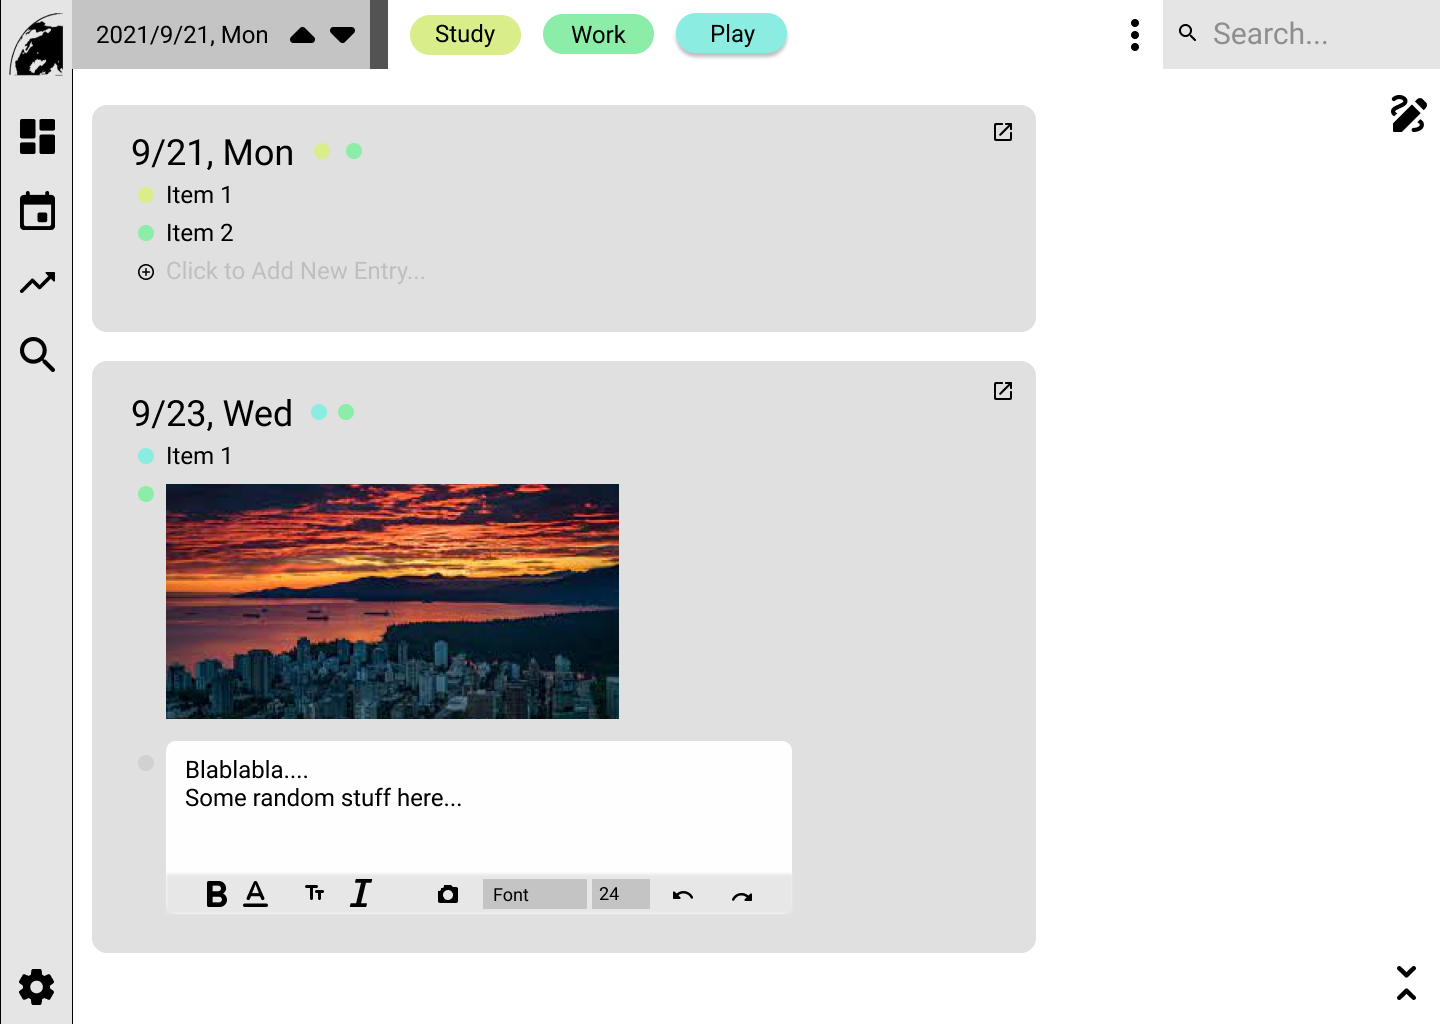 2021/9/21, Mon
Study
Work
Play
Search...
9/21, Mon
Item 1
Item 2
Click to Add New Entry...
9/23, Wed
Item 1
Blablabla....
Some random stuff here...
B A Tт I Font 24